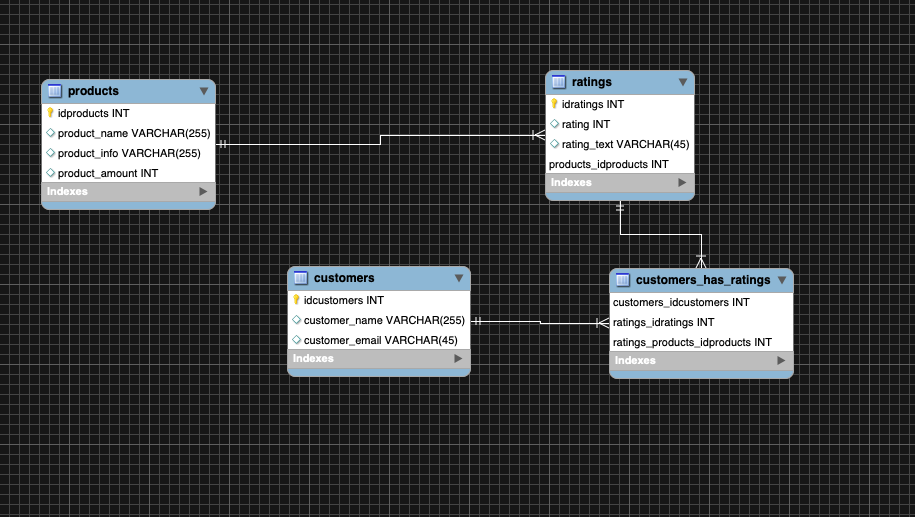 products
idproducts INT
product_name VARCHAR(255)
product_info VARCHAR(255)
product_amount INT
Indexes
ratings
idratings INT
rating INT
rating_text VARCHAR(45)
products_idproducts INT
Indexes
customers
idcustomers INT
customer_name VARCHAR(255)
customer_email VARCHAR(45)
Indexes
customers_has_ratings
customers_idcustomers INT
ratings_idratings INT
ratings_products_idproducts INT
Indexes